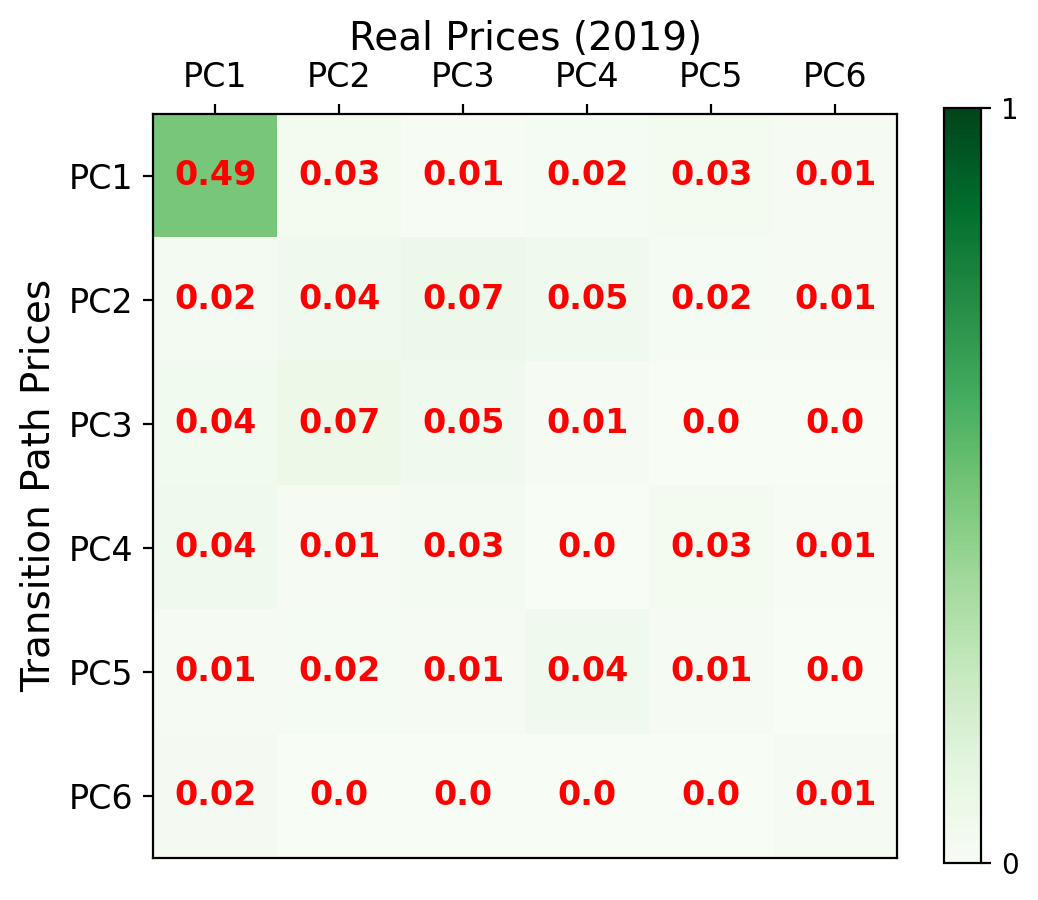 Real Prices (2019)
PC1 PC2 PC3 PC4 PC5 PC6
1
PC1 0.49 0.03 0.01 0.02 0.03 0.01
PC2 0.02 0.04 0.07 0.05 0.02 0.01
Transition Path Prices
PC3 0.04 0.07 0.05 0.01 0.0 0.0
PC4 0.04 0.01 0.03 0.0 0.03 0.01
PC5 0.01 0.02 0.01 0.04 0.01 0.0
PC6 0.02 0.0 0.0 0.0 0.0 0.01
0